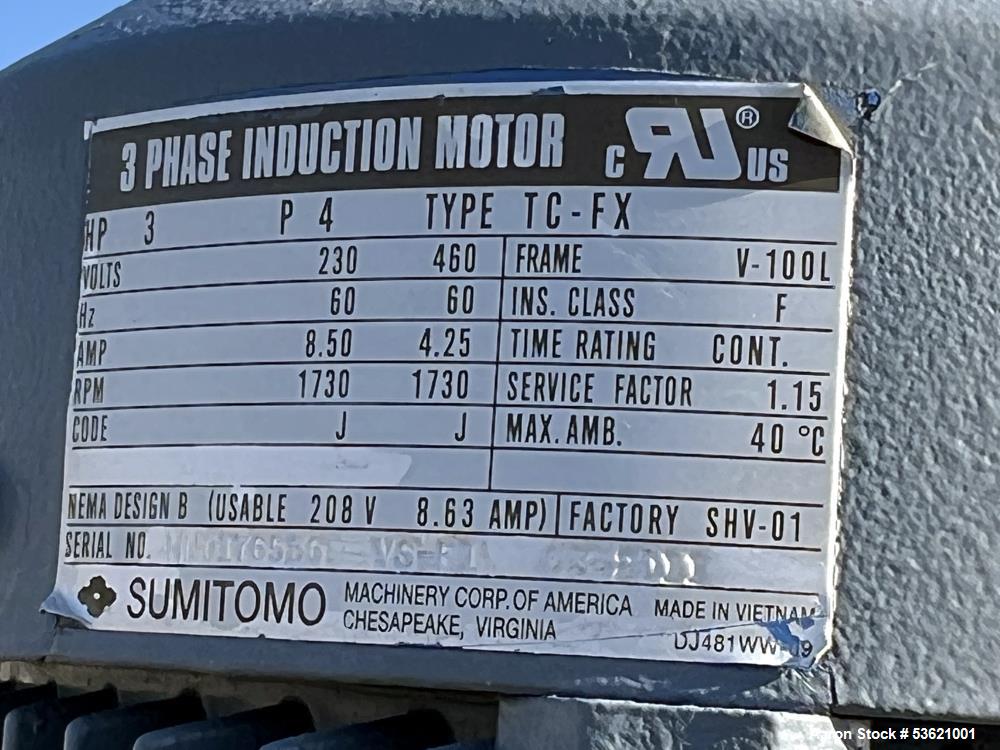 3 PHASE INDUCTION MOTOR C RU ® US
HP 3 P 4 TYPE TC-FX
VOLTS 230 460 FRAME V-100L
Hz 60 60 INS. CLASS F
AMP 8.50 4.25 TIME RATING CONT.
RPM 1730 1730 SERVICE FACTOR 1.15
CODE J J MAX. AMB. 40 °C
NEMA DESIGN B (USABLE 208 V 8.63 AMP) FACTORY SHV-01
SERIAL NO.
SUMITOMO MACHINERY CORP. OF AMERICA MADE IN VIETNAM
CHESAPEAKE, VIRGINIA
Stock # 53621001